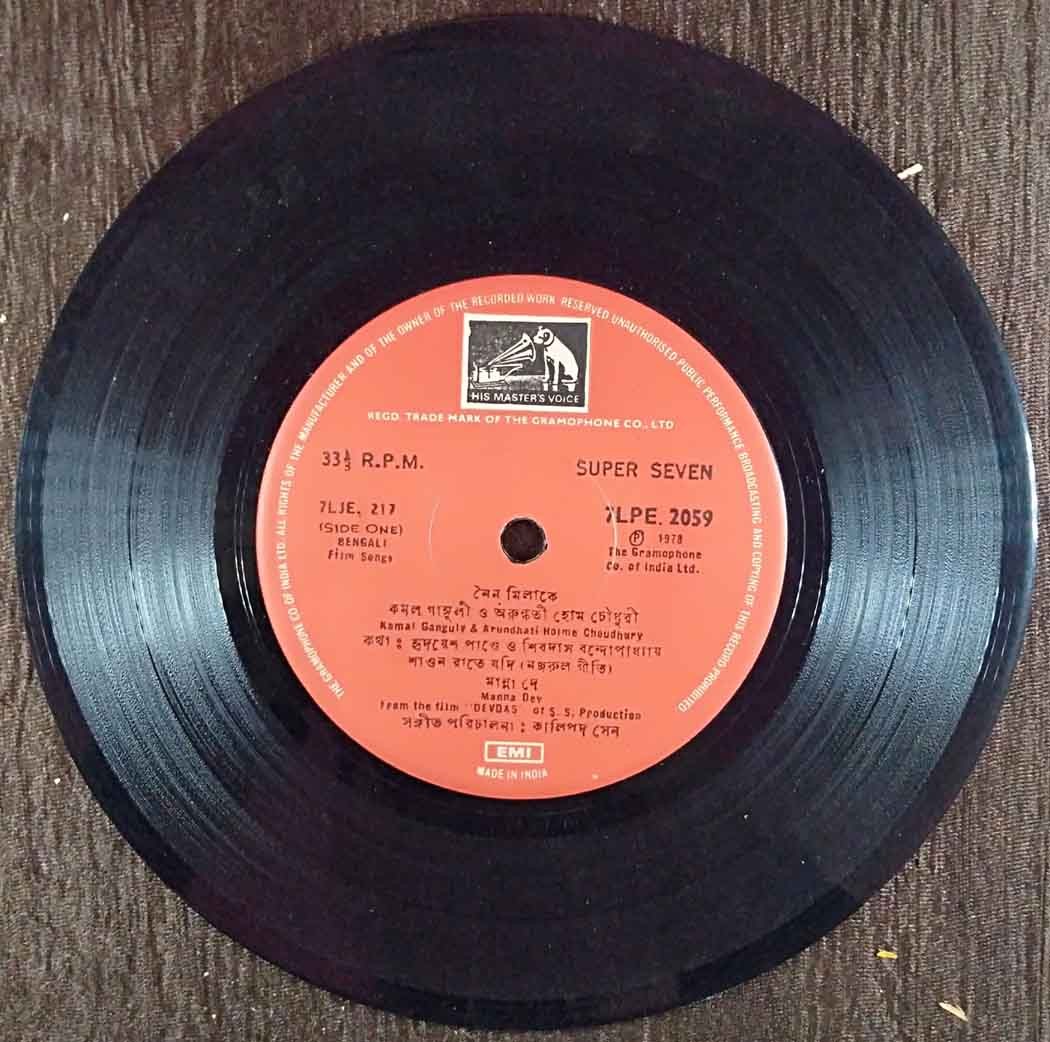 THE GRAMOPHONE CO OF INDIA LTD. ALL RIGHTS OF THE MANUFACTURER AND OF THE OWNER OF THE RECORDED WORK RESERVED UNAUTHORISED PUBLIC PERFORMANCE BROADCASTING AND COPYING OF THIS RECORD PROHIBITED
HIS MASTER'S VOICE
REGD. TRADE MARK OF THE GRAMOPHONE CO., LTD
33⅓ R.P.M.
SUPER SEVEN
7LJE. 217
7LPE. 2059
(SIDE ONE)
Ⓟ 1978
BENGALI
The Gramophone
Film Songs
Co. of India Ltd.
নৈন মিলাকে
কমল গাঙ্গুলী ও অরুন্ধতী হোম চৌধুরী
Kamal Ganguly & Arundhati Holme Choudhury
কথা : হৃদয়েশ পাণ্ডে ও শিবদাস বন্দ্যোপাধ্যায়
শাওন রাতে যদি (নজরুল গীতি)
মান্না দে
Manna Dey
From the film "DEVDAS" of S. S. Production
সঙ্গীত পরিচালনা : কালিপদ সেন
EMI
MADE IN INDIA